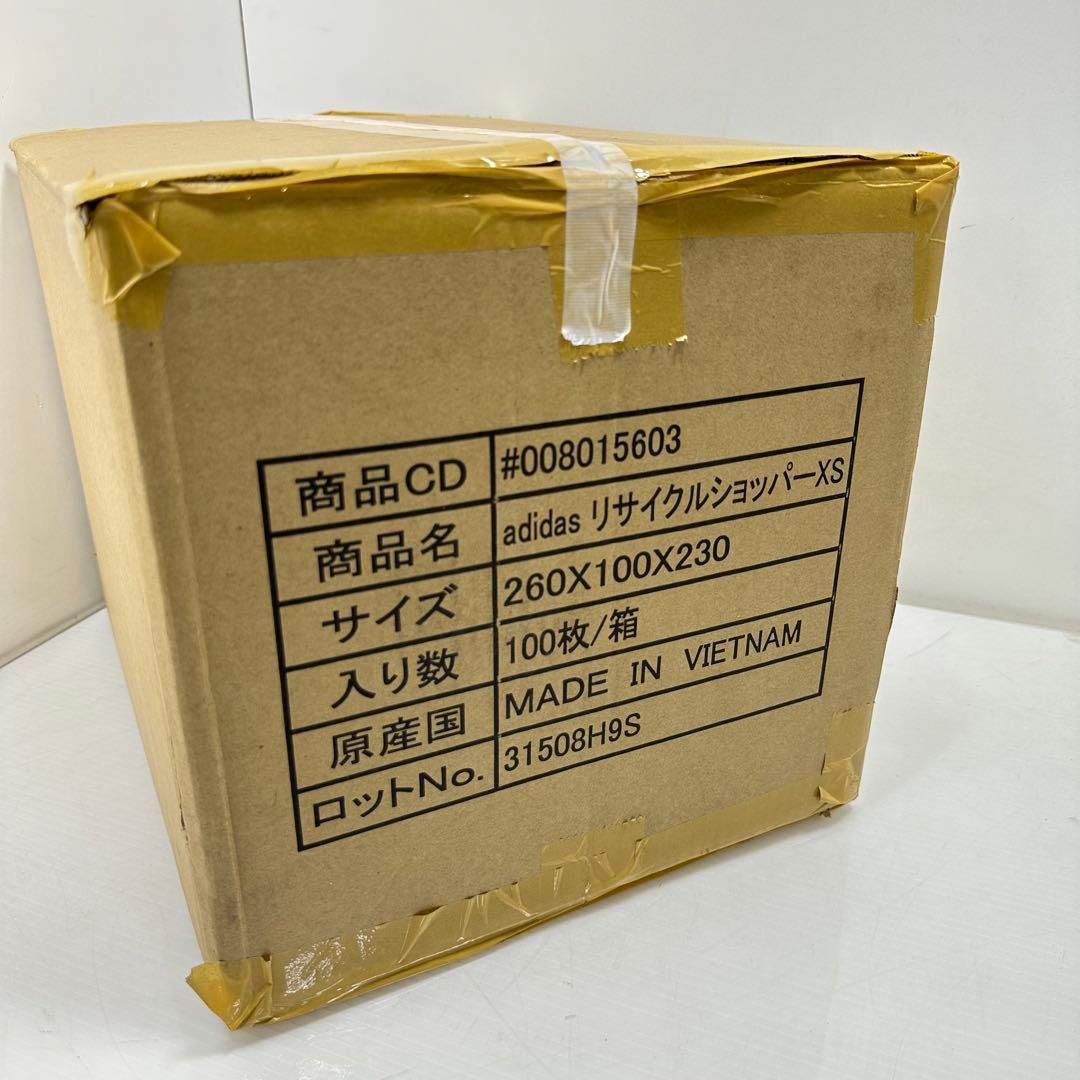 商品CD #008015603
商品名 adidas リサイクルショッパーXS
サイズ 260X100X230
入り数 100枚/箱
原産国 MADE IN VIETNAM
ロットNo. 31508H9S